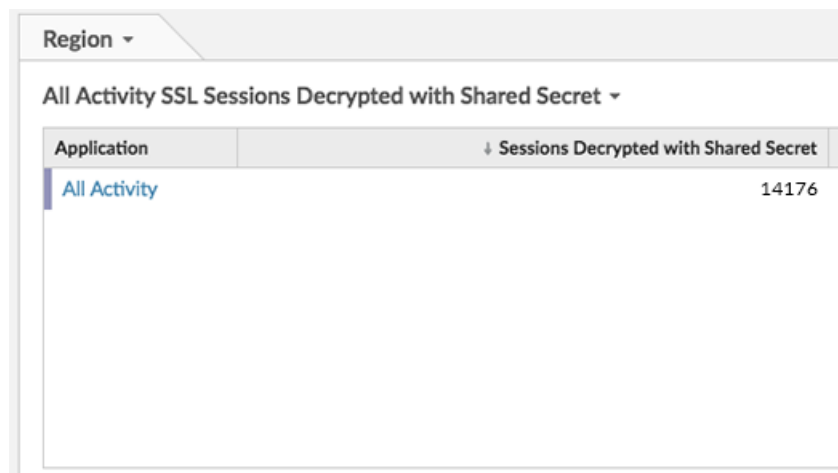 Region
All Activity SSL Sessions Decrypted with Shared Secret
Application ↓ Sessions Decrypted with Shared Secret
All Activity 14176